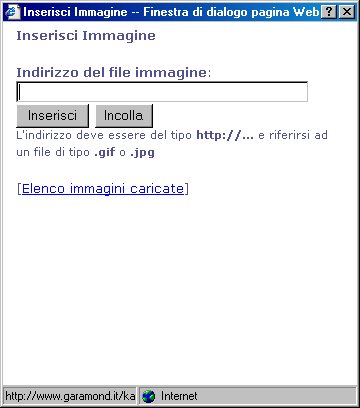 Inserisci Immagine -- Finestra di dialogo pagina Web
Inserisci Immagine
Indirizzo del file immagine:
Inserisci Incolla
L'indirizzo deve essere del tipo http://... e riferirsi ad
un file di tipo .gif o .jpg
[Elenco immagini caricate]
http://www.garamond.it/ka Internet